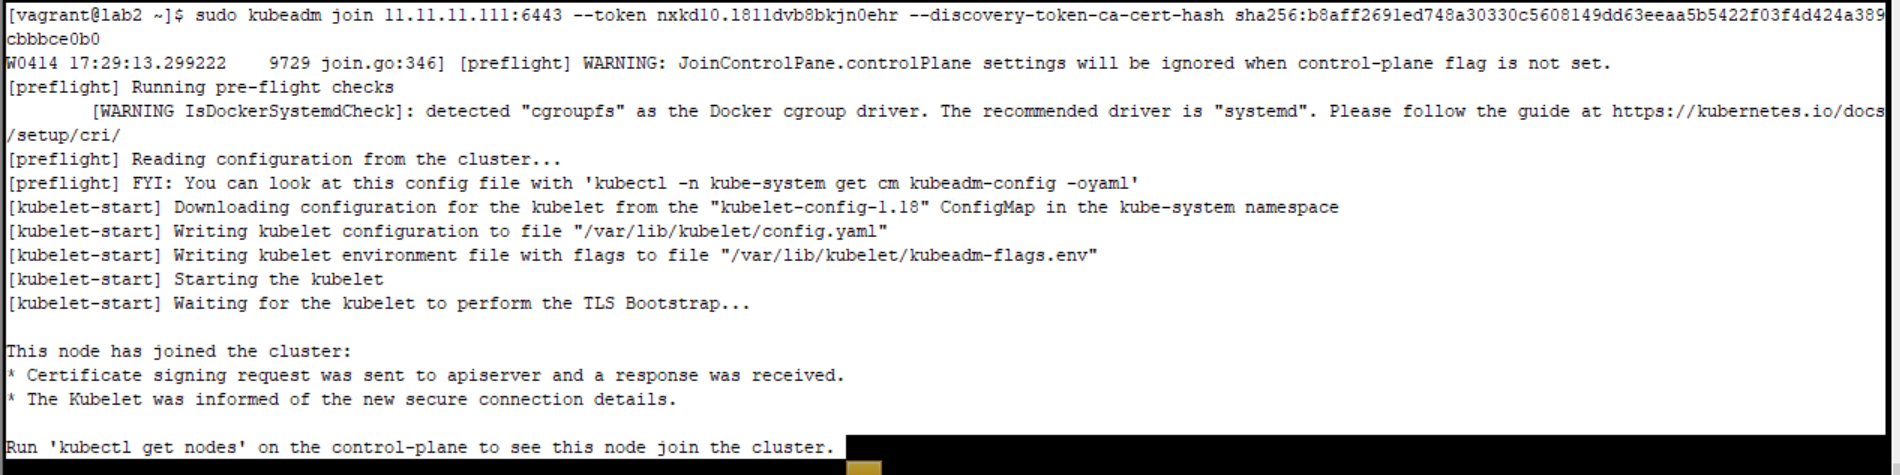 [vagrant@lab2 ~]$ sudo kubeadm join 11.11.11.111:6443 --token nxkd10.1811dvb8bkjn0ehr --discovery-token-ca-cert-hash sha256:b8aff2691ed748a30330c5608149dd63eeaa5b5422f03f4d424a389
cbbbce0b0
W0414 17:29:13.299222    9729 join.go:346] [preflight] WARNING: JoinControlPane.controlPlane settings will be ignored when control-plane flag is not set.
[preflight] Running pre-flight checks
        [WARNING IsDockerSystemdCheck]: detected "cgroupfs" as the Docker cgroup driver. The recommended driver is "systemd". Please follow the guide at https://kubernetes.io/docs
/setup/cri/
[preflight] Reading configuration from the cluster...
[preflight] FYI: You can look at this config file with 'kubectl -n kube-system get cm kubeadm-config -oyaml'
[kubelet-start] Downloading configuration for the kubelet from the "kubelet-config-1.18" ConfigMap in the kube-system namespace
[kubelet-start] Writing kubelet configuration to file "/var/lib/kubelet/config.yaml"
[kubelet-start] Writing kubelet environment file with flags to file "/var/lib/kubelet/kubeadm-flags.env"
[kubelet-start] Starting the kubelet
[kubelet-start] Waiting for the kubelet to perform the TLS Bootstrap...
This node has joined the cluster:
* Certificate signing request was sent to apiserver and a response was received.
* The Kubelet was informed of the new secure connection details.
Run 'kubectl get nodes' on the control-plane to see this node join the cluster.